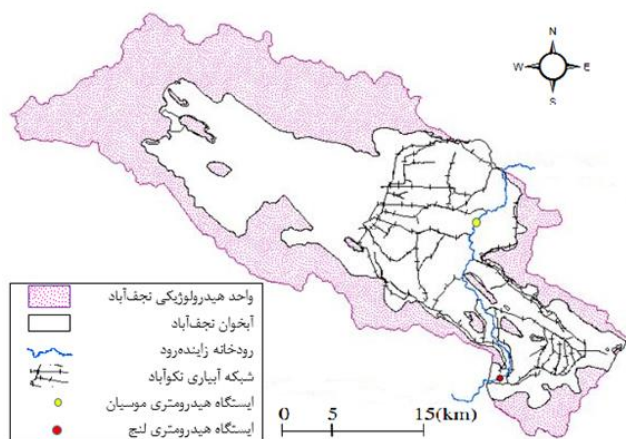 N
W E
S
واحد هیدرولوژیکی نجف‌آباد
آبخوان نجف‌آباد
رودخانه زاینده‌رود
شبکه آبیاری نکوآباد
ایستگاه هیدرومتری موسیان
ایستگاه هیدرومتری لنج
0 5 15(km)